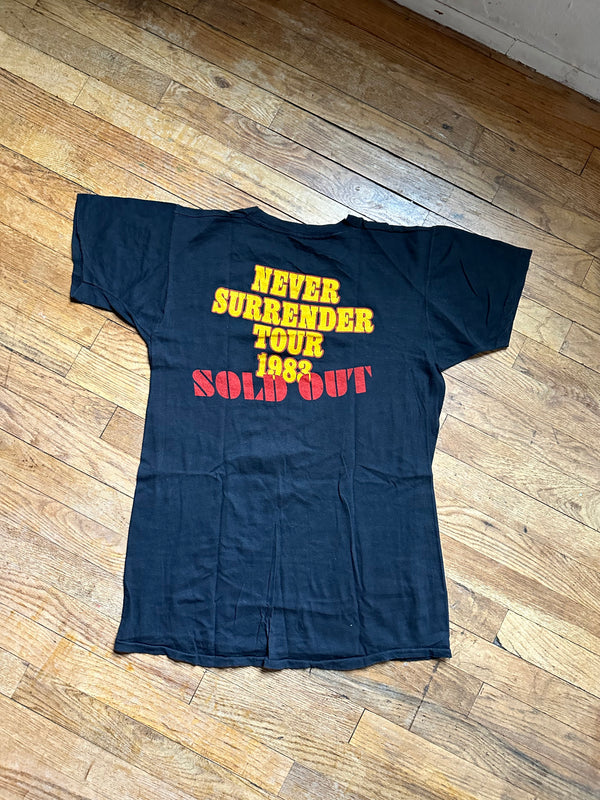 NEVER
SURRENDER
TOUR
1983
SOLD OUT